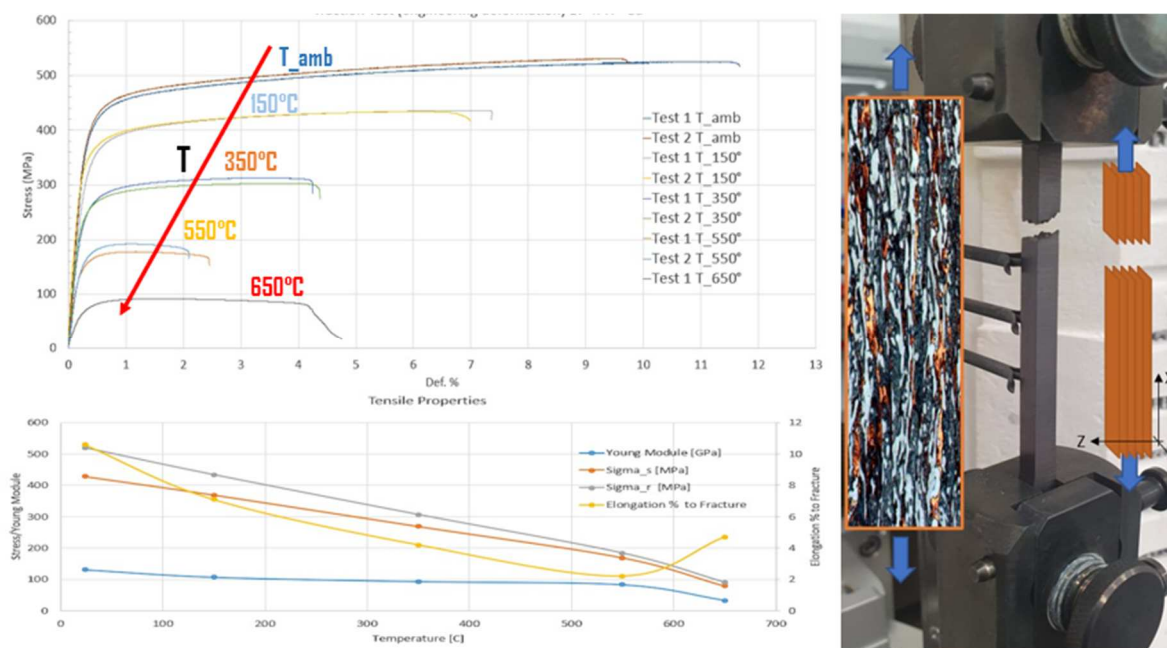 600
500
400
300
200
100
0
Stress (MPa)
T_amb
150ºC
T
350ºC
550ºC
650ºC
Test 1 T_amb
Test 2 T_amb
Test 1 T_150°
Test 2 T_150°
Test 1 T_350°
Test 2 T_350°
Test 1 T_550°
Test 2 T_550°
Test 1 T_650°
0 1 2 3 4 5 6 7 8 9 10 11 12 13
Def. %
Tensile Properties
600
500
400
300
200
100
0
Stress/Young Module
Young Module [GPa]
Sigma_s [MPa]
Sigma_r [MPa]
Elongation % to Fracture
12
10
8
6
4
2
0
Elongation % to Fracture
0 100 200 300 400 500 600 700
Temperature [C]
Z